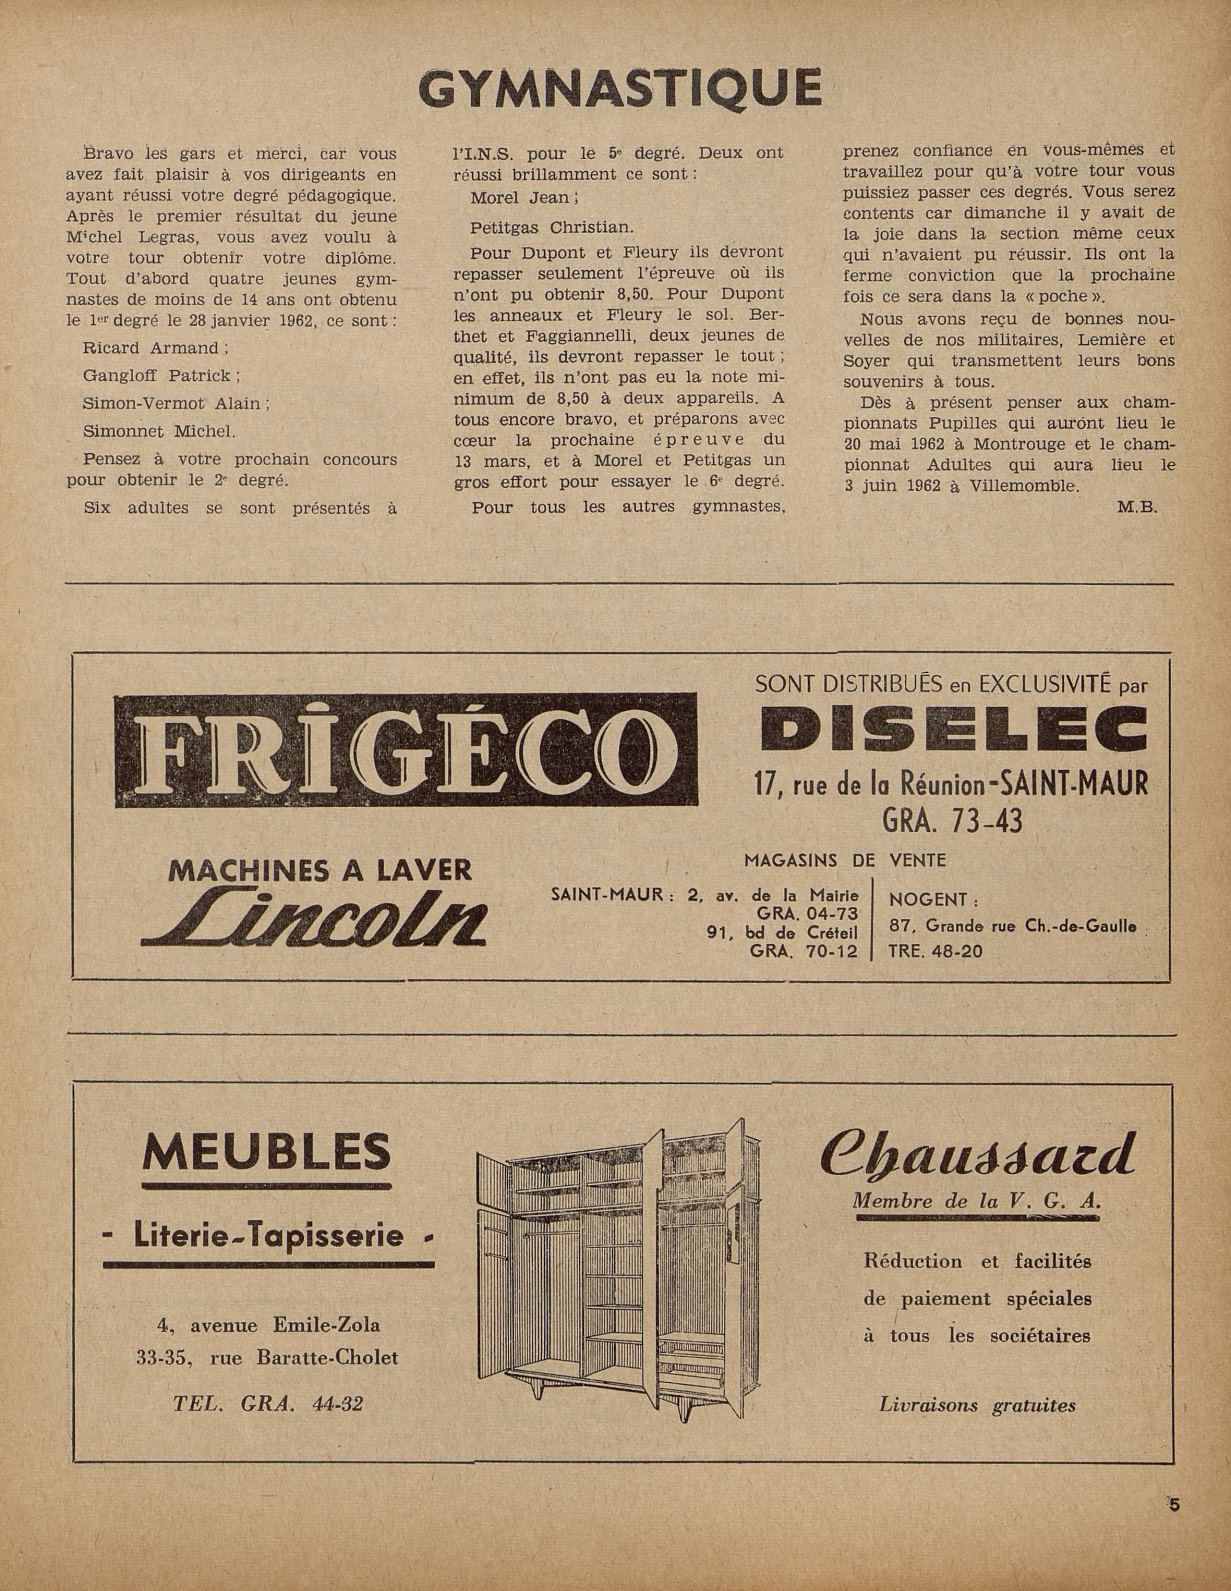 GYMNASTIQUE
Bravo les gars et merci, car vous
avez fait plaisir à vos dirigeants en
ayant réussi votre degré pédagogique.
Après le premier résultat du jeune
Michel Legras, vous avez voulu à
votre tour obtenir votre diplôme.
Tout d'abord quatre jeunes gym-
nastes de moins de 14 ans ont obtenu
le 1er degré le 28 janvier 1962, ce sont :
Ricard Armand ;
Gangloff Patrick ;
Simon-Vermot Alain ;
Simonnet Michel.
Pensez à votre prochain concours
pour obtenir le 2e degré.
Six adultes se sont présentés à
l'I.N.S. pour le 5e degré. Deux ont
réussi brillamment ce sont :
Morel Jean ;
Petitgas Christian.
Pour Dupont et Fleury ils devront
repasser seulement l'épreuve où ils
n'ont pu obtenir 8,50. Pour Dupont
les anneaux et Fleury le sol. Ber-
thet et Faggiannelli, deux jeunes de
qualité, ils devront repasser le tout ;
en effet, ils n'ont pas eu la note mi-
nimum de 8,50 à deux appareils. A
tous encore bravo, et préparons avec
cœur la prochaine épreuve du
13 mars, et à Morel et Petitgas un
gros effort pour essayer le 6e degré.
Pour tous les autres gymnastes,
prenez confiance en vous-mêmes et
travaillez pour qu'à votre tour vous
puissiez passer ces degrés. Vous serez
contents car dimanche il y avait de
la joie dans la section même ceux
qui n'avaient pu réussir. Ils ont la
ferme conviction que la prochaine
fois ce sera dans la « poche ».
Nous avons reçu de bonnes nou-
velles de nos militaires, Lemière et
Soyer qui transmettent leurs bons
souvenirs à tous.
Dès à présent penser aux cham-
pionnats Pupilles qui auront lieu le
20 mai 1962 à Montrouge et le cham-
pionnat Adultes qui aura lieu le
3 juin 1962 à Villemomble.
M.B.
FRIGÉCO
MACHINES A LAVER
Lincoln
SONT DISTRIBUÉS en EXCLUSIVITÉ par
DISELEC
17, rue de la Réunion-SAINT-MAUR
GRA. 73-43
MAGASINS DE VENTE
SAINT-MAUR : 2, av. de la Mairie
GRA. 04-73
91, bd de Créteil
GRA. 70-12
NOGENT :
87, Grande rue Ch.-de-Gaulle
TRE. 48-20
MEUBLES
- Literie-Tapisserie -
4, avenue Emile-Zola
33-35, rue Baratte-Cholet
TEL. GRA. 44-32
Chaussard
Membre de la V. G. A.
Réduction et facilités
de paiement spéciales
à tous les sociétaires
Livraisons gratuites
5